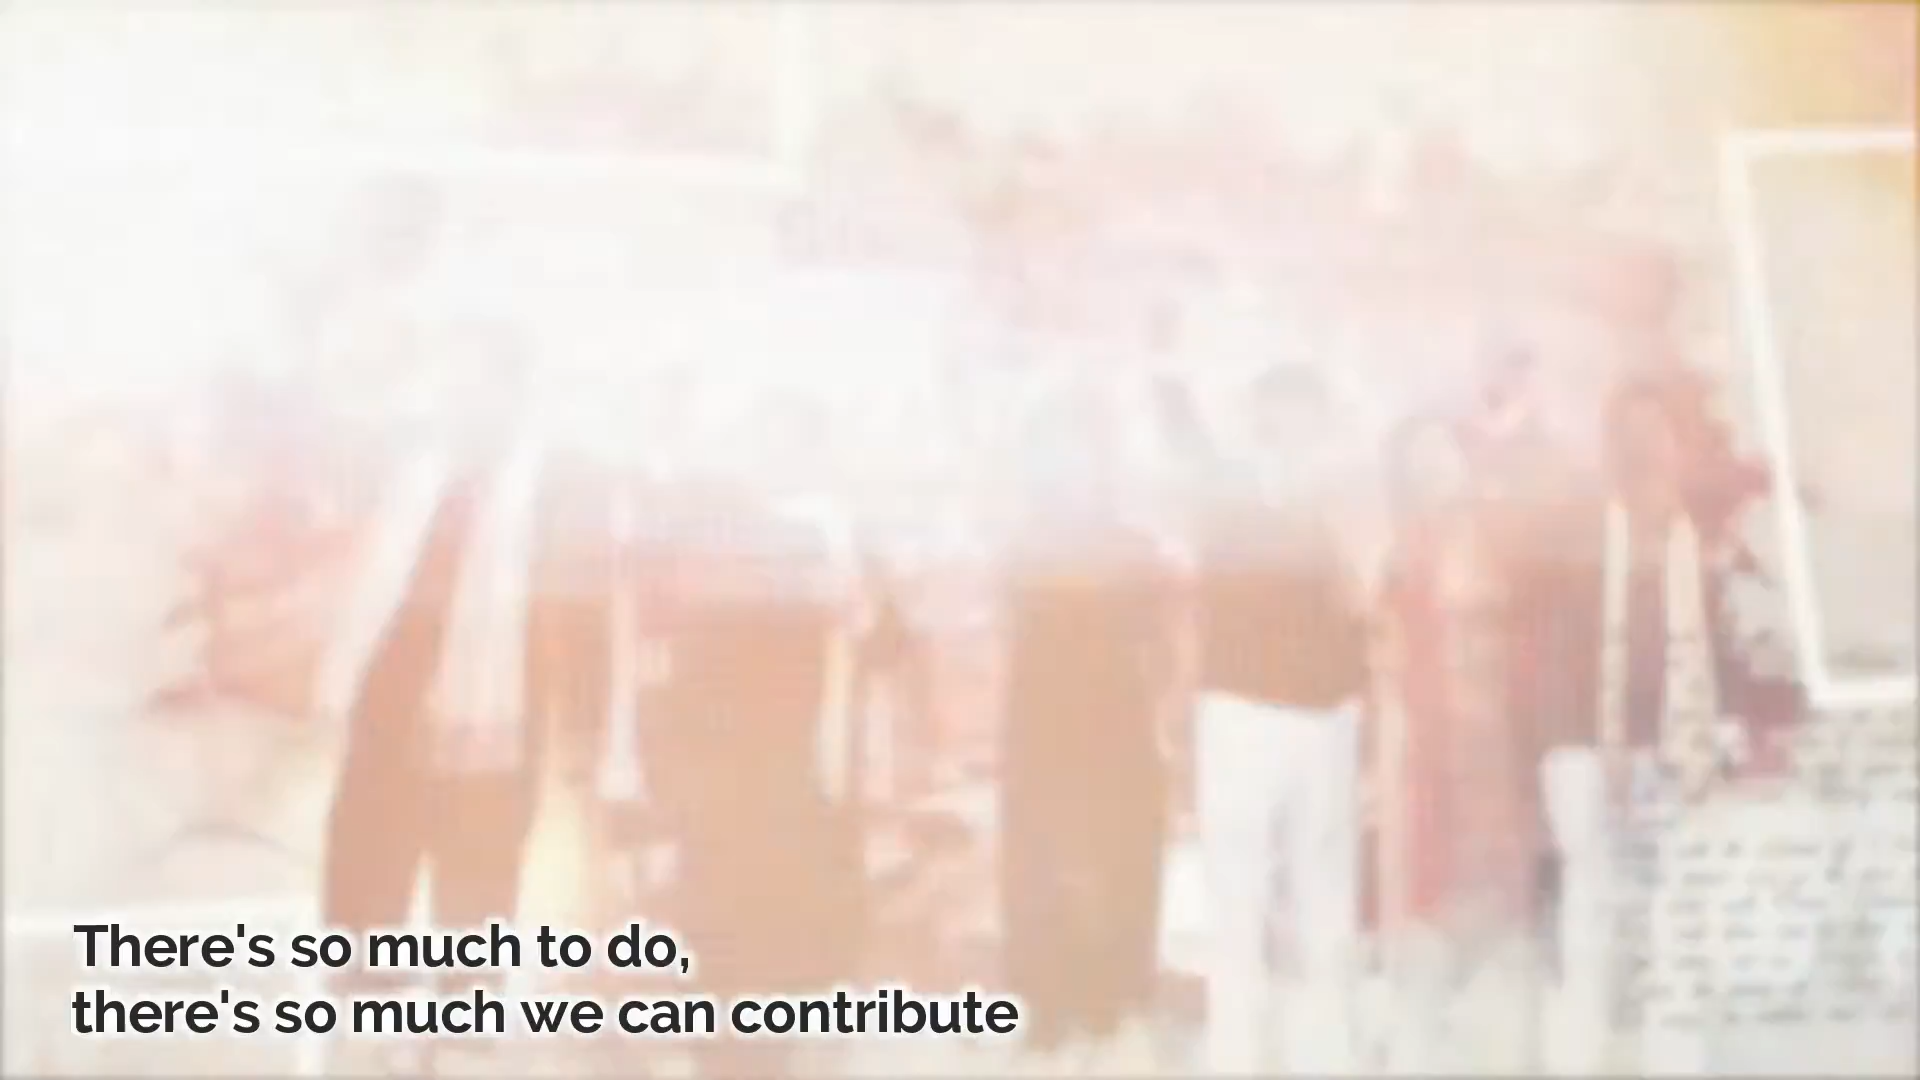 There's so much to do,
there's so much we can contribute